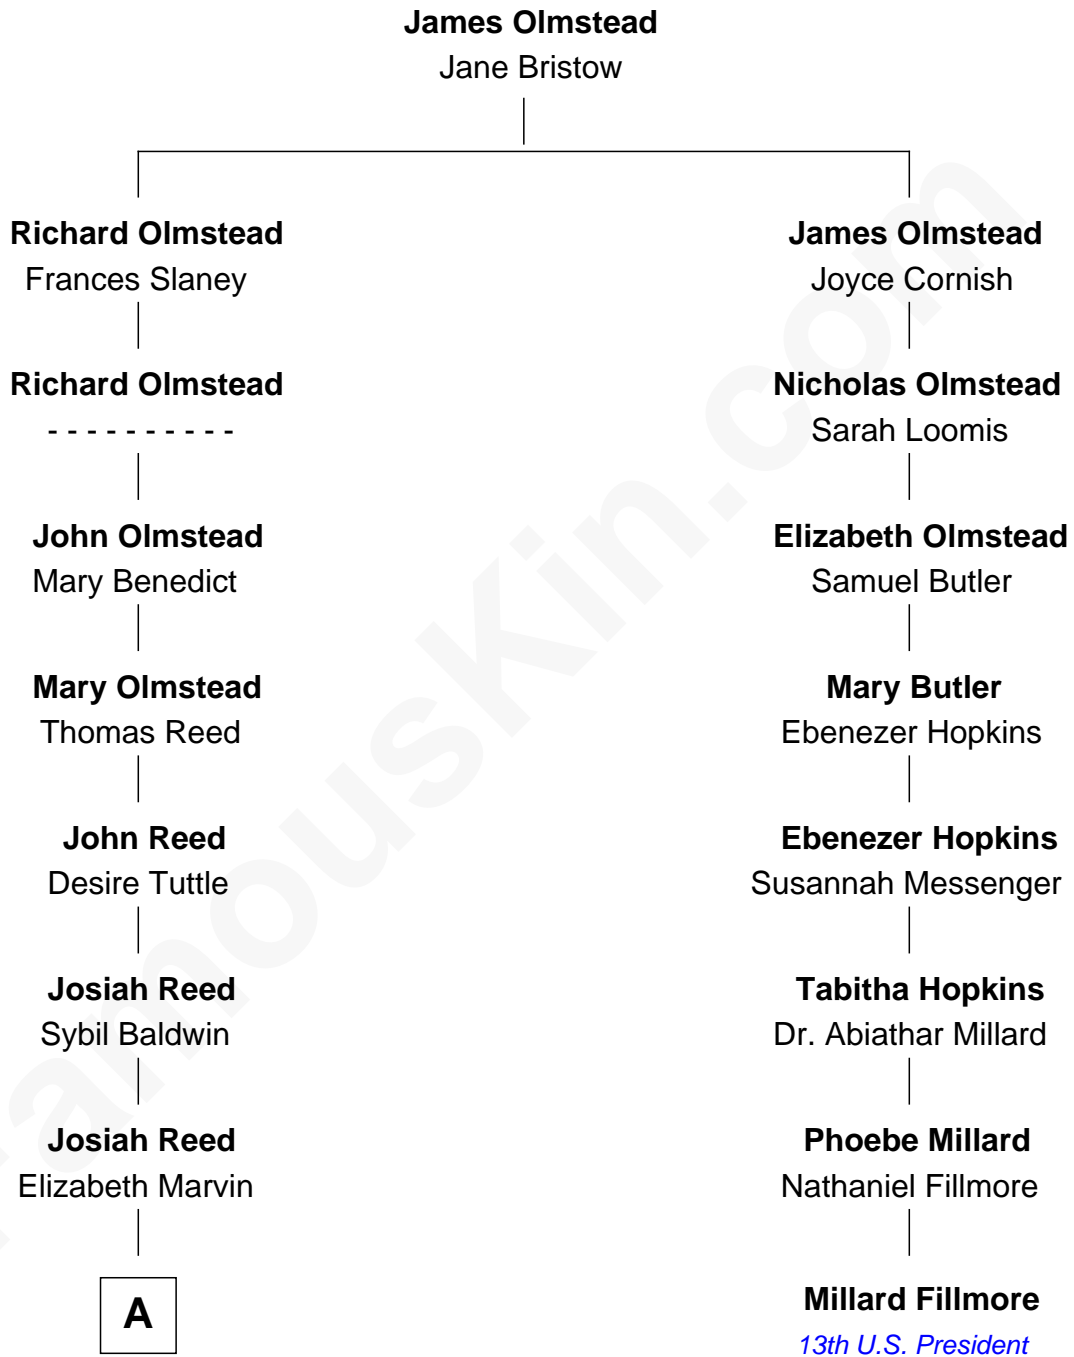 James Olmstead
Jane Bristow
Richard Olmstead
James Olmstead
Frances Slaney
Joyce Cornish
Richard Olmstead
Nicholas Olmstead
- - - - - - - - - -
Sarah Loomis
John Olmstead
Elizabeth Olmstead
Mary Benedict
Samuel Butler
Mary Olmstead
Mary Butler
Thomas Reed
Ebenezer Hopkins
John Reed
Ebenezer Hopkins
Desire Tuttle
Susannah Messenger
Josiah Reed
Tabitha Hopkins
Sybil Baldwin
Dr. Abiathar Millard
Josiah Reed
Phoebe Millard
Elizabeth Marvin
Nathaniel Fillmore
A
Millard Fillmore
13th U.S. President
FamousKin.com